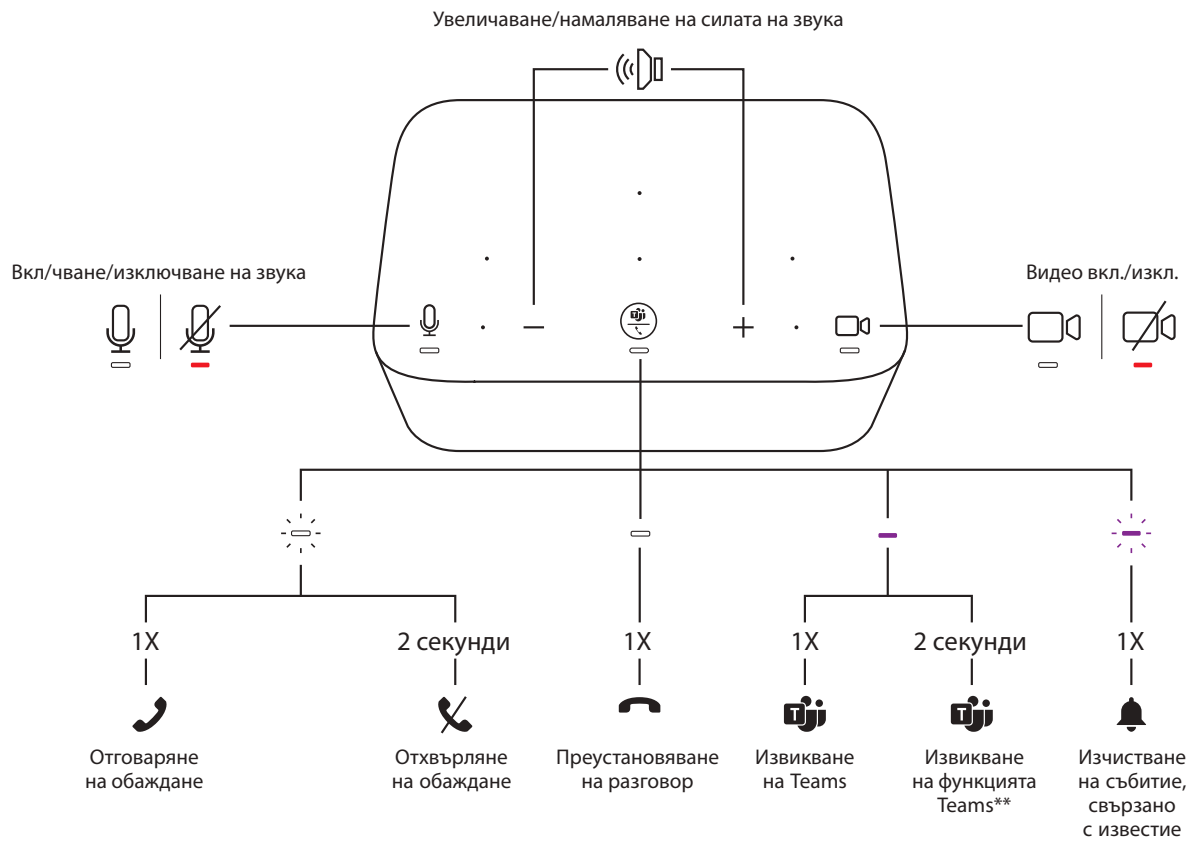 Увеличаване/намаляване на силата на звука
Вкл/чване/изключване на звука
Видео вкл./изкл.
1X
2 секунди
1X
1X
2 секунди
1X
Отговаряне
на обаждане
Отхвърляне
на обаждане
Преустановяване
на разговор
Извикване
на Teams
Извикване
на функцията
Teams**
Изчистване
на събитие,
свързано
с известие